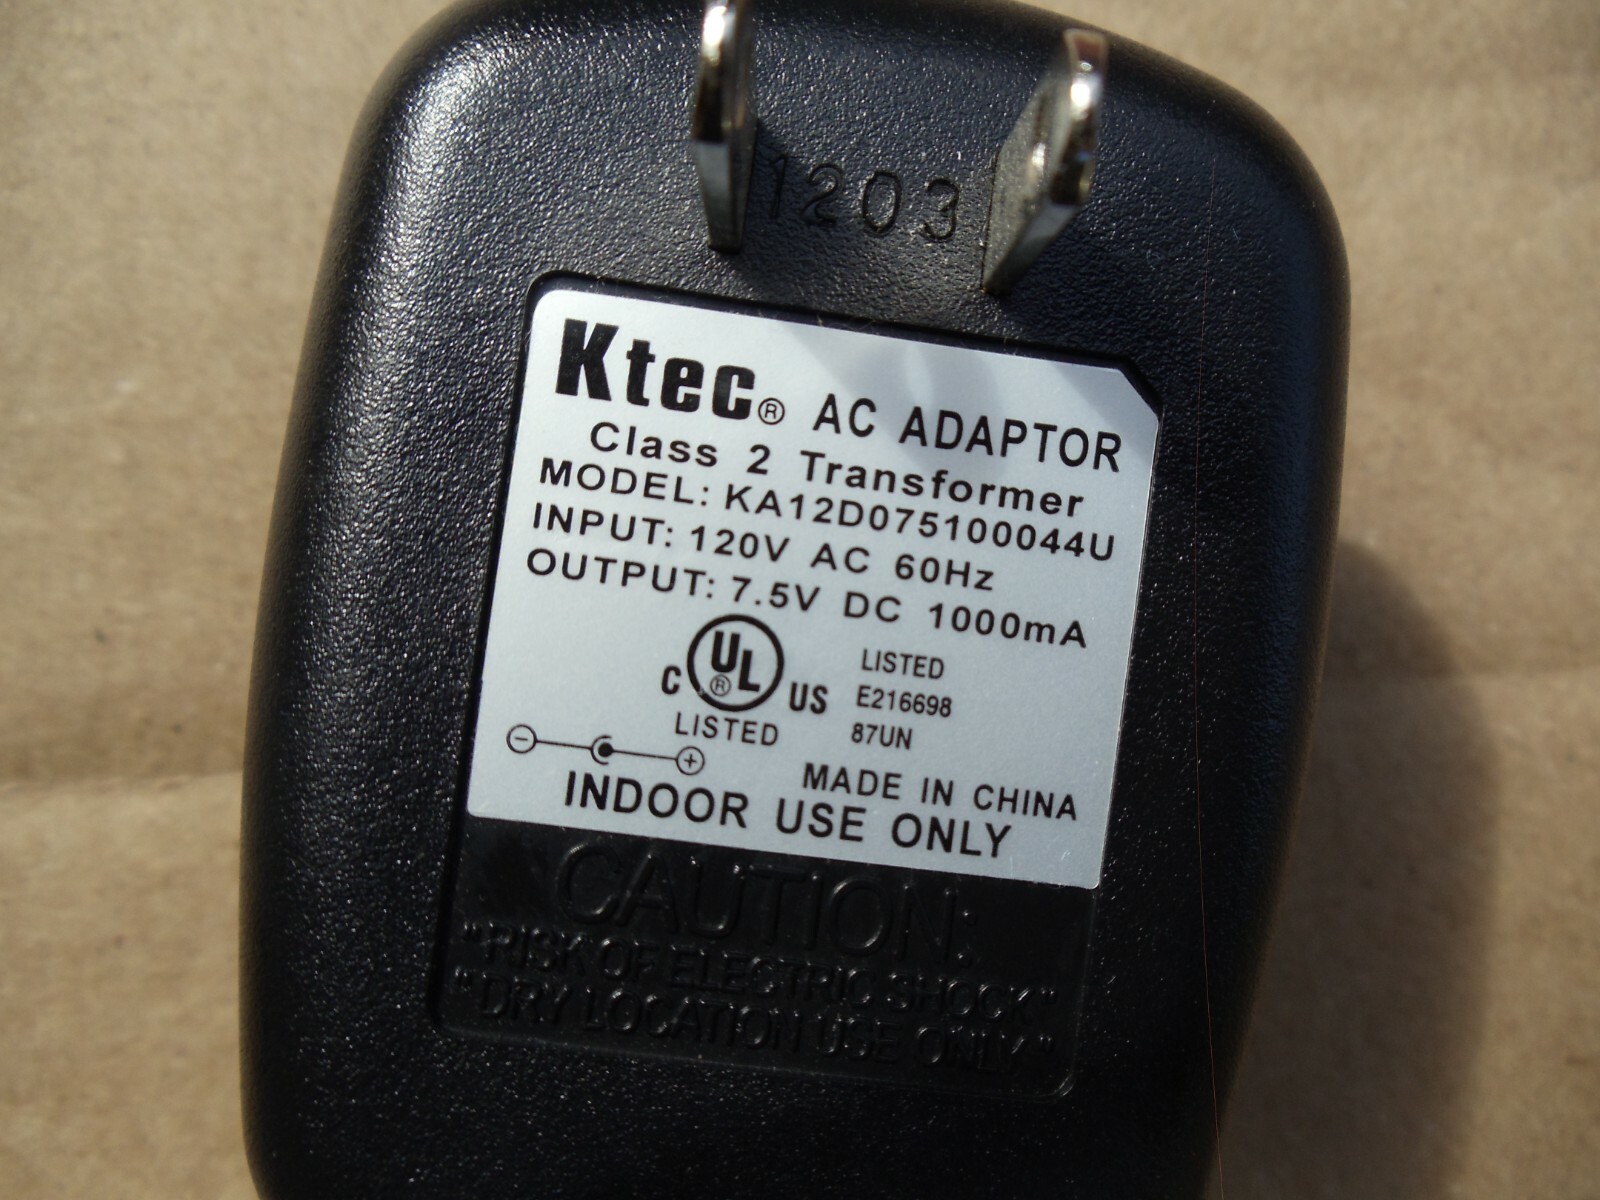 1203
Ktec® AC ADAPTOR
Class 2 Transformer
MODEL: KA12D075100044U
INPUT: 120V AC 60Hz
OUTPUT: 7.5V DC 1000mA
C UL® US LISTED
LISTED
E216698
87UN
- +
MADE IN CHINA
INDOOR USE ONLY
CAUTION:
"RISK OF ELECTRIC SHOCK"
"DRY LOCATION USE ONLY"